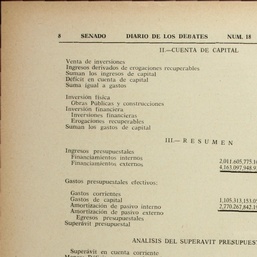 8 SENADO DIARIO DE LOS DEBATES NUM. 18
II.—CUENTA DE CAPITAL
Venta de inversiones
Ingresos derivados de erogaciones recuperables
Suman los ingresos de capital
Déficit en cuenta de capital
Suma igual a gastos
Inversión física
Obras Públicas y construcciones
Inversión financiera
Inversiones financieras
Erogaciones recuperables
Suman los gastos de capital
III.— R E S U M E N
Ingresos presupuestales
Financiamientos internos
Financiamientos externos.
Gastos presupuestales efectivos:
Gastos corrientes
Gastos de capital
Amortización de pasivo interno
Amortización de pasivo externo
Egresos presupuestales
Superávit presupuestal
ANALISIS DEL SUPERAVIT
Superávit en cuenta corriente